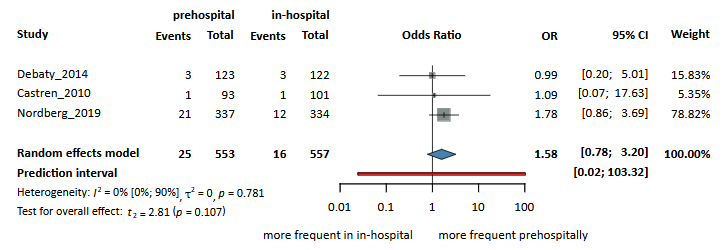 prehospital in-hospital
Study Events Total Events Total Odds Ratio OR 95% CI Weight
Debaty_2014 3 123 3 122 0.99 [0.20; 5.01] 15.83%
Castren_2010 1 93 1 101 1.09 [0.07; 17.63] 5.35%
Nordberg_2019 21 337 12 334 1.78 [0.86; 3.69] 78.82%
Random effects model 25 553 16 557 1.58 [0.78; 3.20] 100.00%
Prediction interval [0.02; 103.32]
Heterogeneity: I² = 0% [0%; 90%], τ² = 0, p = 0.781
Test for overall effect: t₂ = 2.81 (p = 0.107)
0.01 0.1 1 10 100
more frequent in in-hospital more frequent prehospitally